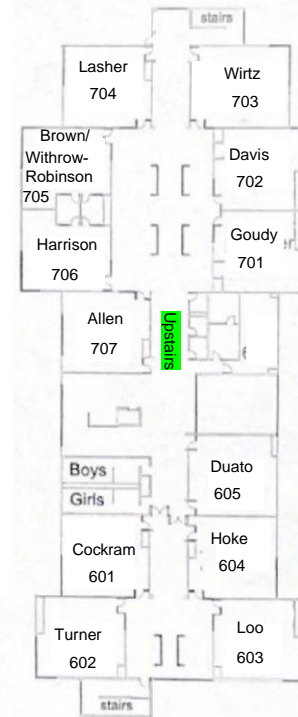 stairs
Lasher
704
Wirtz
703
Brown/
Withrow-
Robinson
705
Davis
702
Harrison
706
Goudy
701
Allen
707
Upstairs
Duato
605
Boys
Girls
Cockram
601
Hoke
604
Turner
602
Loo
603
stairs